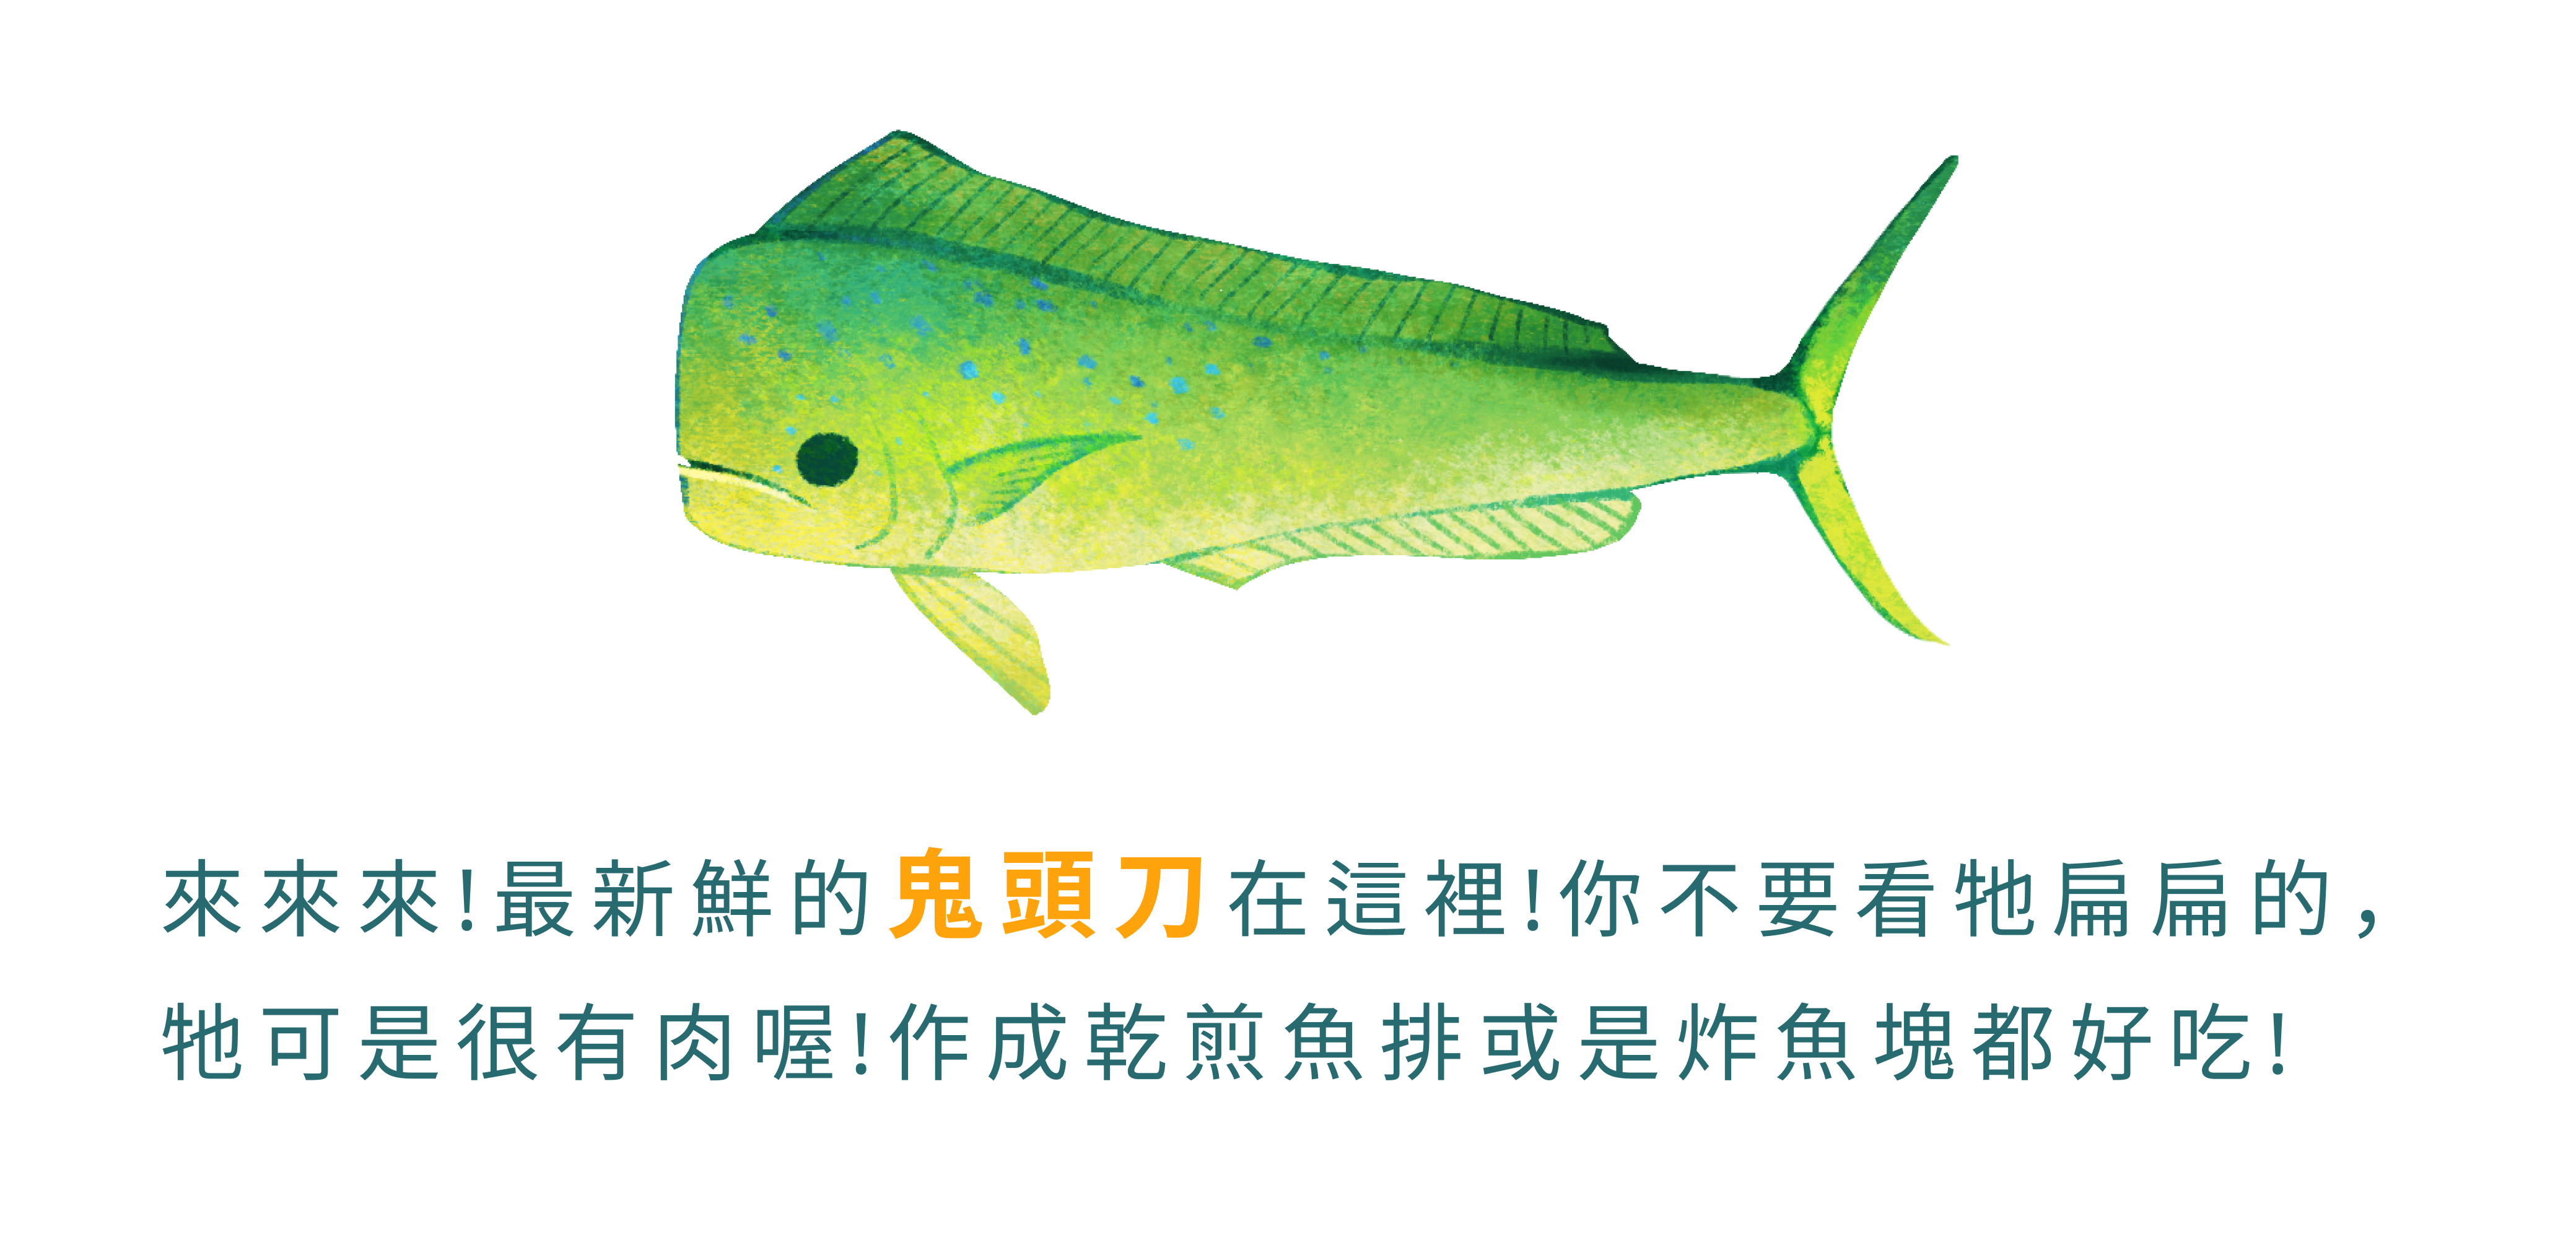 來來來!最新鮮的鬼頭刀在這裡!你不要看牠扁扁的，
牠可是很有肉喔!作成乾煎魚排或是炸魚塊都好吃!